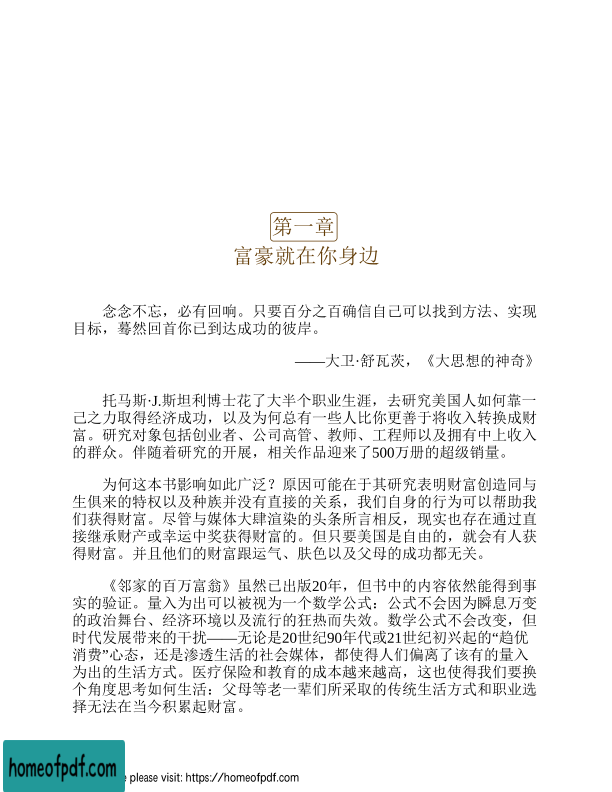 第一章
富豪就在你身边
念念不忘，必有回响。只要百分之百确信自己可以找到方法、实现
目标，蓦然回首你已到达成功的彼岸。
——大卫·舒瓦茨，《大思想的神奇》
托马斯·J.斯坦利博士花了大半个职业生涯，去研究美国人如何靠一
己之力取得经济成功，以及为何总有一些人比你更善于将收入转换成财
富。研究对象包括创业者、公司高管、教师、工程师以及拥有中上收入
的群众。伴随着研究的开展，相关作品迎来了500万册的超级销量。
为何这本书影响如此广泛？原因可能在于其研究表明财富创造同与
生俱来的特权以及种族并没有直接的关系，我们自身的行为可以帮助我
们获得财富。尽管与媒体大肆渲染的头条所言相反，现实也存在通过直
接继承财产或幸运中奖获得财富的。但只要美国是自由的，就会有人获
得财富。并且他们的财富跟运气、肤色以及父母的成功都无关。
《邻家的百万富翁》虽然已出版20年，但书中的内容依然能得到事
实的验证。量入为出可以被视为一个数学公式：公式不会因为瞬息万变
的政治舞台、经济环境以及流行的狂热而失效。数学公式不会改变，但
时代发展带来的干扰——无论是20世纪90年代或21世纪初兴起的“趋优
消费”心态，还是渗透生活的社会媒体，都使得人们偏离了该有的量入
为出的生活方式。医疗保险和教育的成本越来越高，这也使得我们要换
个角度思考如何生活：父母等老一辈们所采取的传统生活方式和职业选
择无法在当今积累起财富。
homeofpdf.com
e please visit: https://homeofpdf.com